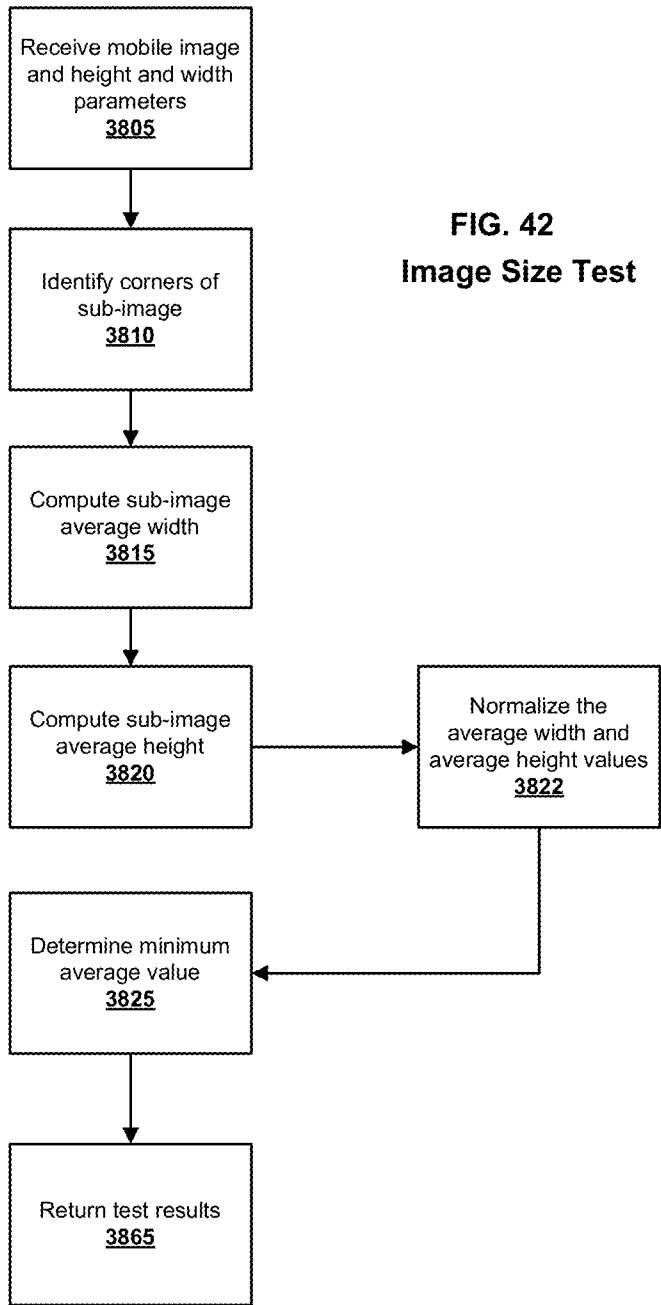 Receive mobile image
and height and width
parameters
3805
FIG. 42
Image Size Test
Identify corners of
sub-image
3810
Compute sub-image
average width
3815
Compute sub-image
average height
3820
Normalize the
average width and
average height values
3822
Determine minimum
average value
3825
Return test results
3865